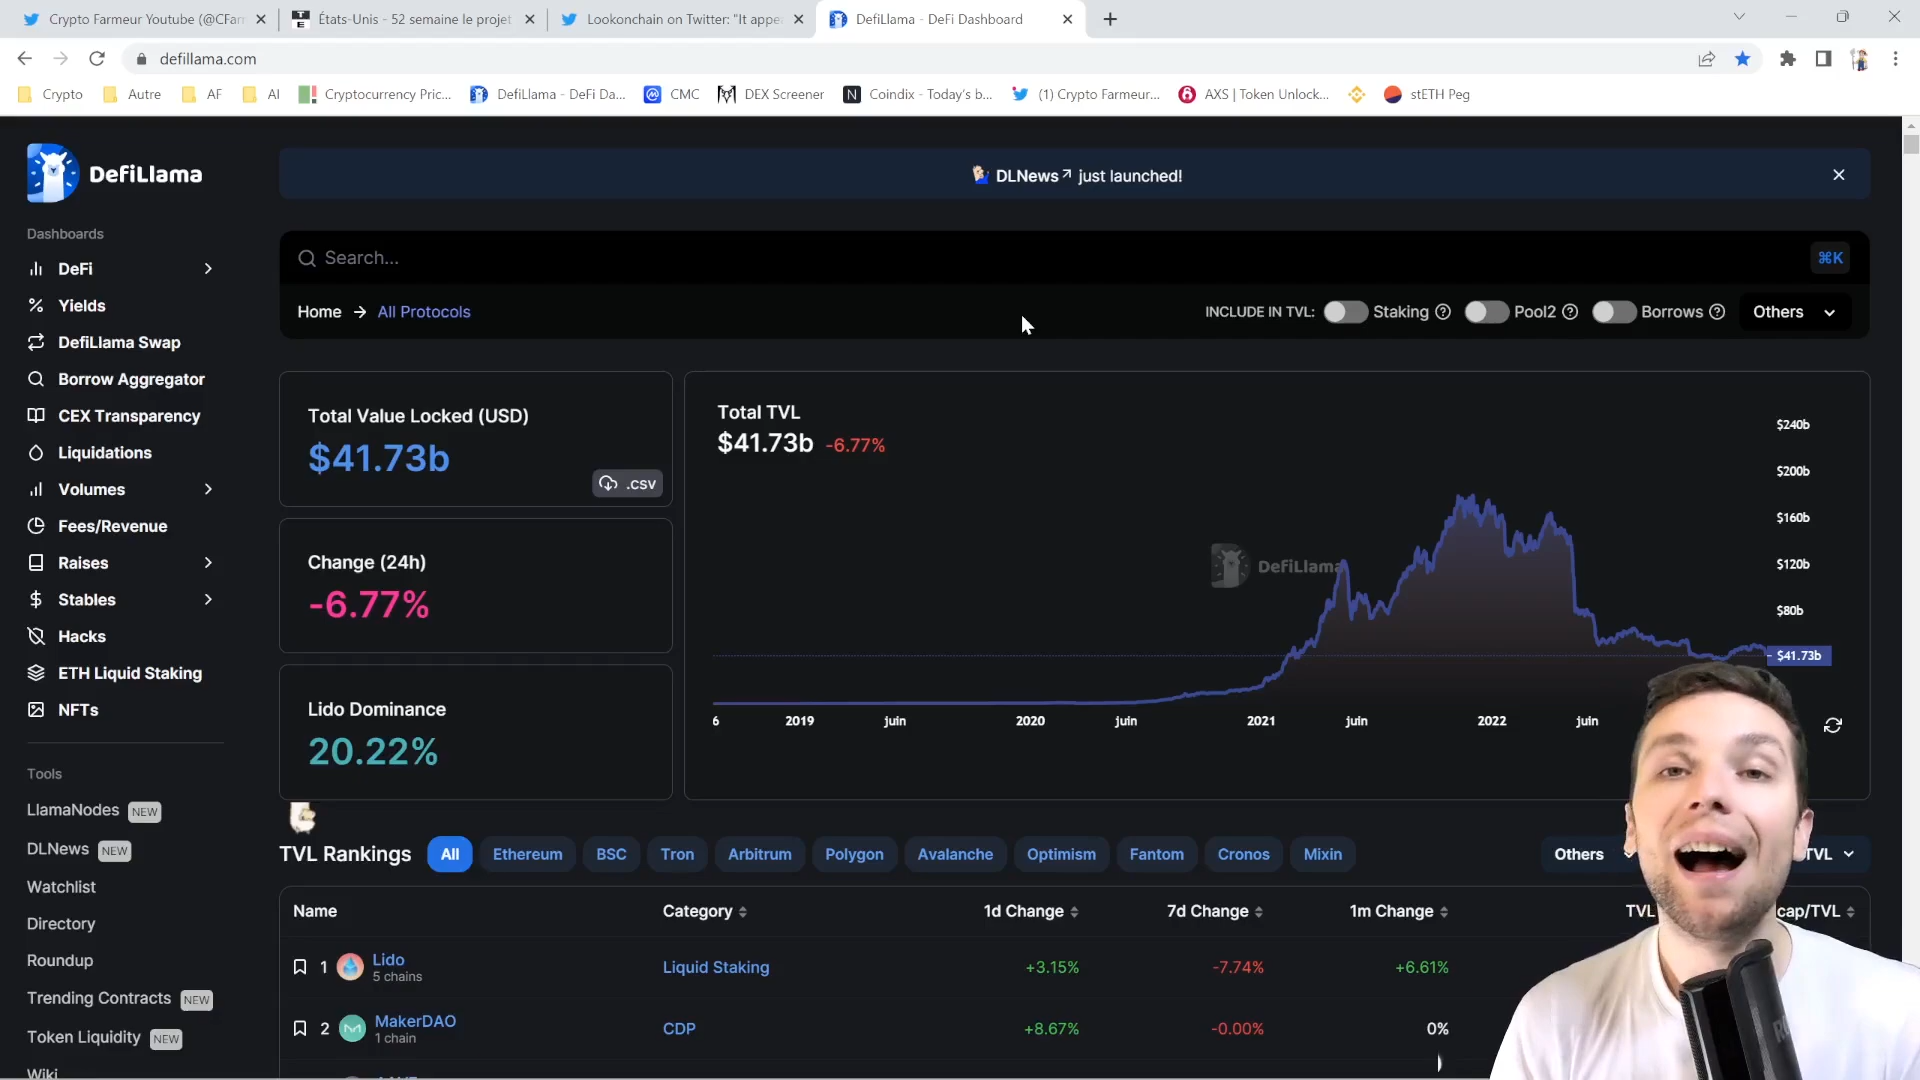 Crypto Farmeur Youtube (@CFar
États-Unis - 52 semaine le projet
Lookonchain on Twitter: "It appe
DefiLlama - DeFi Dashboard
defillama.com
Crypto
Autre
AF
AI
Cryptocurrency Pric...
DefiLlama - DeFi Da...
CMC
DEX Screener
Coindix - Today's b...
(1) Crypto Farmeur...
AXS | Token Unlock...
stETH Peg
DefiLlama
DLNews↗ just launched!
Search...
⌘K
Home → All Protocols
INCLUDE IN TVL:
Staking
Pool2
Borrows
Others
Dashboards
DeFi
Yields
DefiLlama Swap
Borrow Aggregator
CEX Transparency
Liquidations
Volumes
Fees/Revenue
Raises
Stables
Hacks
ETH Liquid Staking
NFTs
Tools
LlamaNodes NEW
DLNews NEW
Watchlist
Directory
Roundup
Trending Contracts NEW
Token Liquidity NEW
Wiki
Total Value Locked (USD)
$41.73b
.csv
Change (24h)
-6.77%
Lido Dominance
20.22%
Total TVL
$41.73b -6.77%
$240b
$200b
$160b
$120b
$80b
$41.73b
DefiLlama
6 2019 juin 2020 juin 2021 juin 2022 juin
TVL Rankings
All
Ethereum
BSC
Tron
Arbitrum
Polygon
Avalanche
Optimism
Fantom
Cronos
Mixin
Others
TVL
Name Category 1d Change 7d Change 1m Change TVL cap/TVL
1 Lido Liquid Staking +3.15% -7.74% +6.61%
5 chains
2 MakerDAO CDP +8.67% -0.00% 0%
1 chain